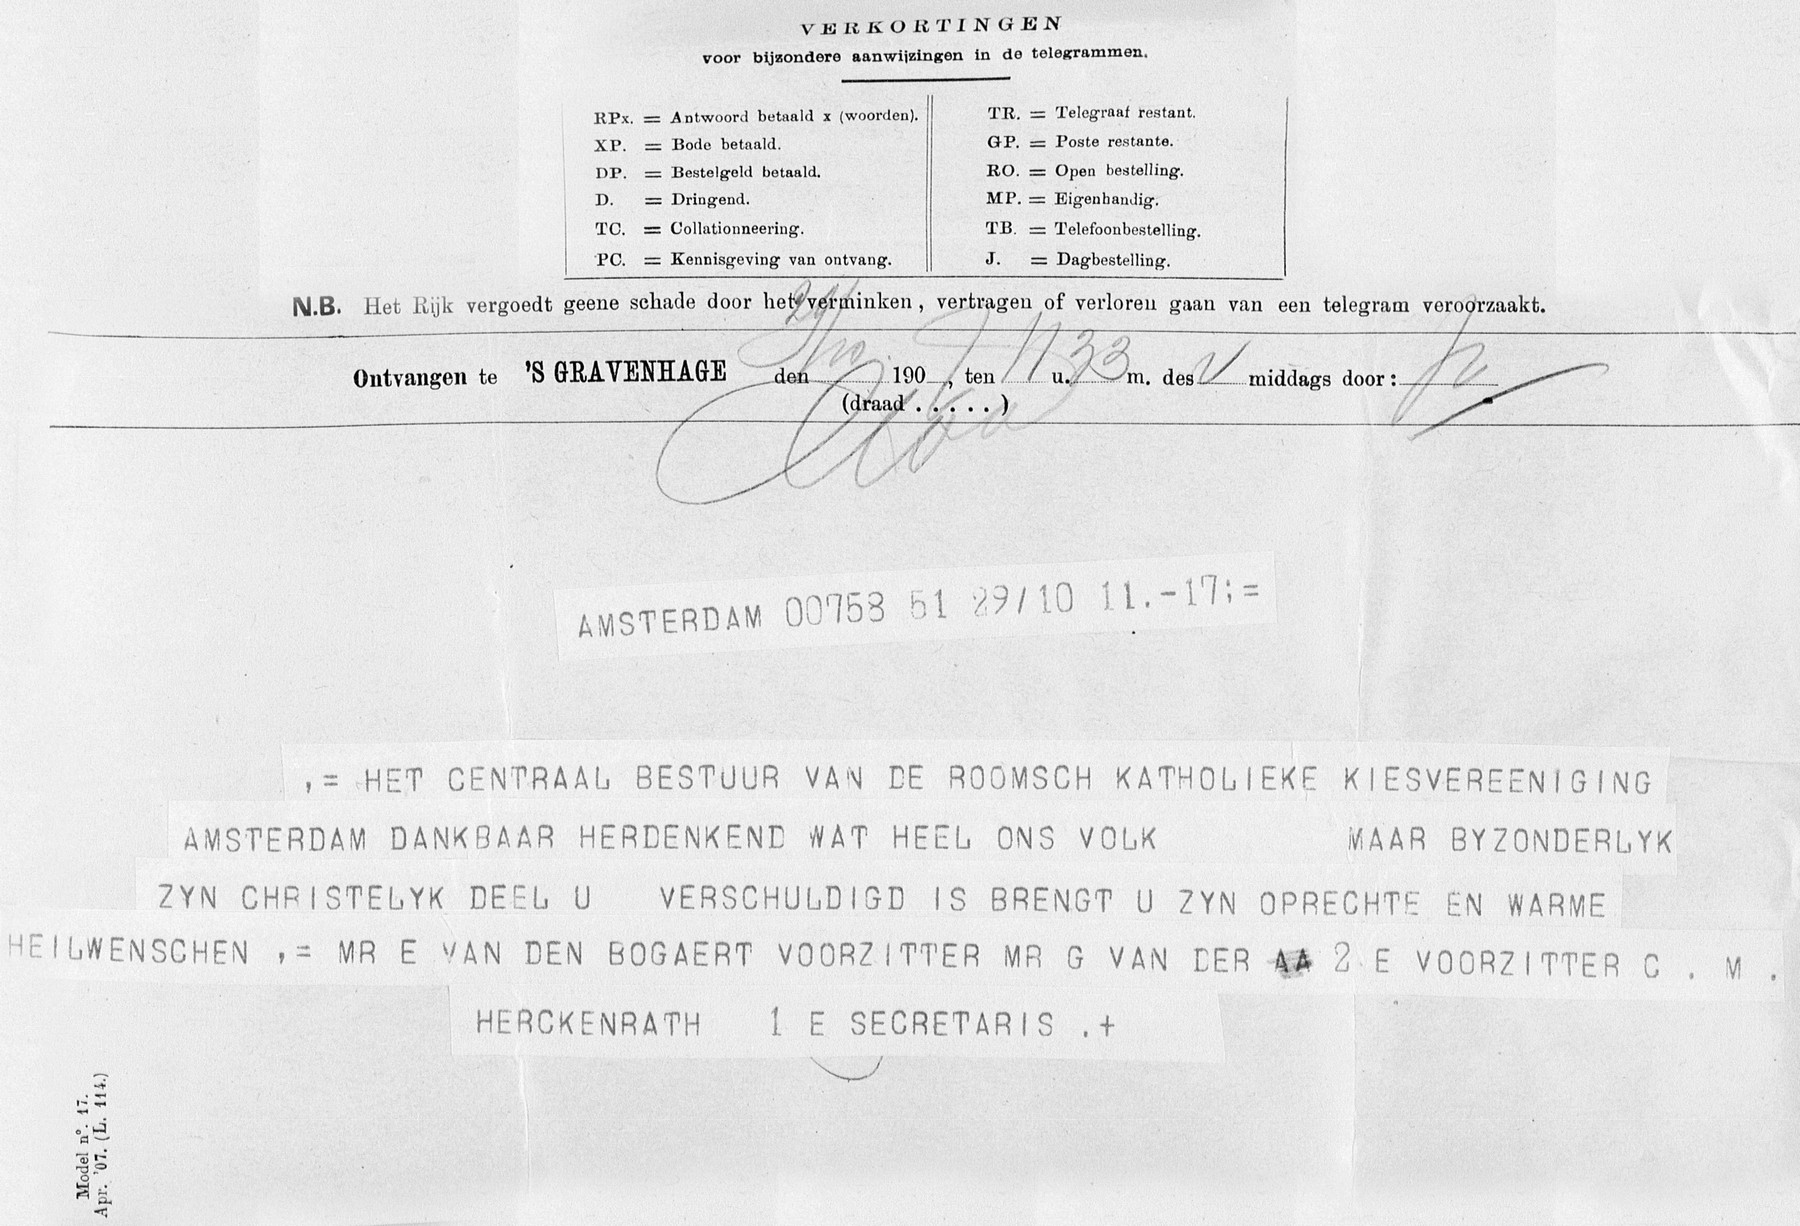 VERKORTINGEN
voor bijzondere aanwijzingen in de telegrammen.
RPx. = Antwoord betaald x (woorden).
XP. = Bode betaald.
DP. = Bestelgeld betaald.
D. = Dringend.
TC. = Collationneering.
PC. = Kennisgeving van ontvang.
TR. = Telegraaf restant.
GP. = Poste restante.
RO. = Open bestelling.
MP. = Eigenhandig.
TB. = Telefoonbestelling.
J. = Dagbestelling.
N.B. Het Rijk vergoedt geene schade door het verminken, vertragen of verloren gaan van een telegram veroorzaakt.
Ontvangen te 'S GRAVENHAGE den 29/10 190 , ten 11 u. 33 m. des V middags door:
(draad . . . . . )
AMSTERDAM 00758 51 29/10 11.-17;=
,= HET CENTRAAL BESTUUR VAN DE ROOMSCH KATHOLIEKE KIESVEREENIGING
AMSTERDAM DANKBAAR HERDENKEND WAT HEEL ONS VOLK MAAR BYZONDERLYK
ZYN CHRISTELYK DEEL U VERSCHULDIGD IS BRENGT U ZYN OPRECHTE EN WARME
HEILWENSCHEN ,= MR E VAN DEN BOGAERT VOORZITTER MR G VAN DER AA 2 E VOORZITTER C . M .
HERCKENRATH 1 E SECRETARIS .+
Model nº. 17.
Apr. '07. (L. 114.)